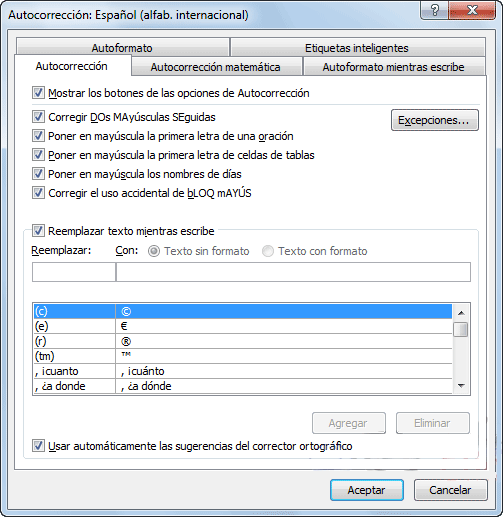 Autocorrección: Español (alfab. internacional)
Autoformato
Etiquetas inteligentes
Autocorrección
Autocorrección matemática
Autoformato mientras escribe
Mostrar los botones de las opciones de Autocorrección
Corregir DOs MAyúsculas SEguidas
Excepciones...
Poner en mayúscula la primera letra de una oración
Poner en mayúscula la primera letra de celdas de tablas
Poner en mayúscula los nombres de días
Corregir el uso accidental de bLOQ mAYÚS
Reemplazar texto mientras escribe
Reemplazar: Con: Texto sin formato Texto con formato
(c) ©
(e) €
(r) ®
(tm) ™
, ¡cuanto , ¡cuánto
, ¿a donde , ¿a dónde
Agregar Eliminar
Usar automáticamente las sugerencias del corrector ortográfico
Aceptar Cancelar